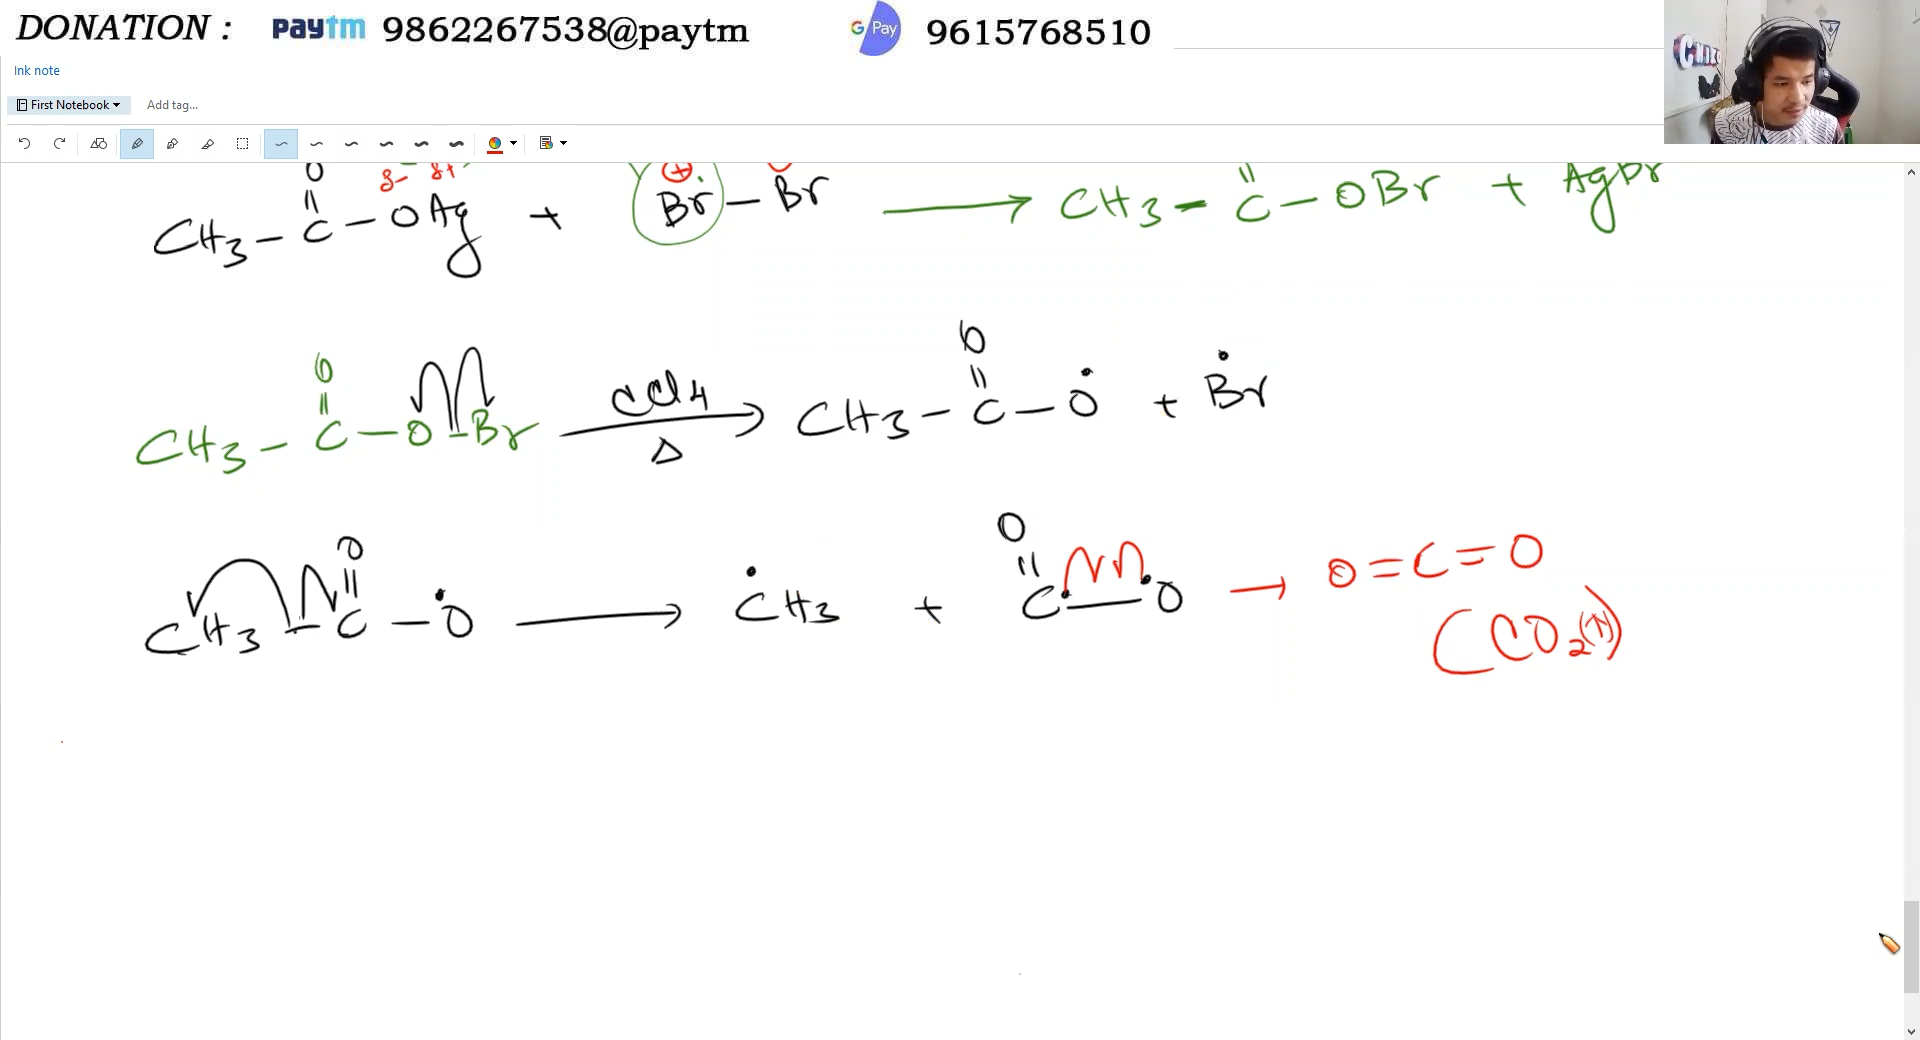 DONATION : paytm 9862267538@paytm G Pay 9615768510
Ink note
First Notebook Add tag...
O δ- δ+ ⊕
CH3 - C - OAg + Br - Br ⟶ CH3 - C - OBr + AgBr
O O
CH3 - C - O - Br CCl4 Δ ⟶ CH3 - C - O• + Br•
O O
CH3 - C - O• ⟶ •CH3 + C - O → O = C = O
(CO2(↑))